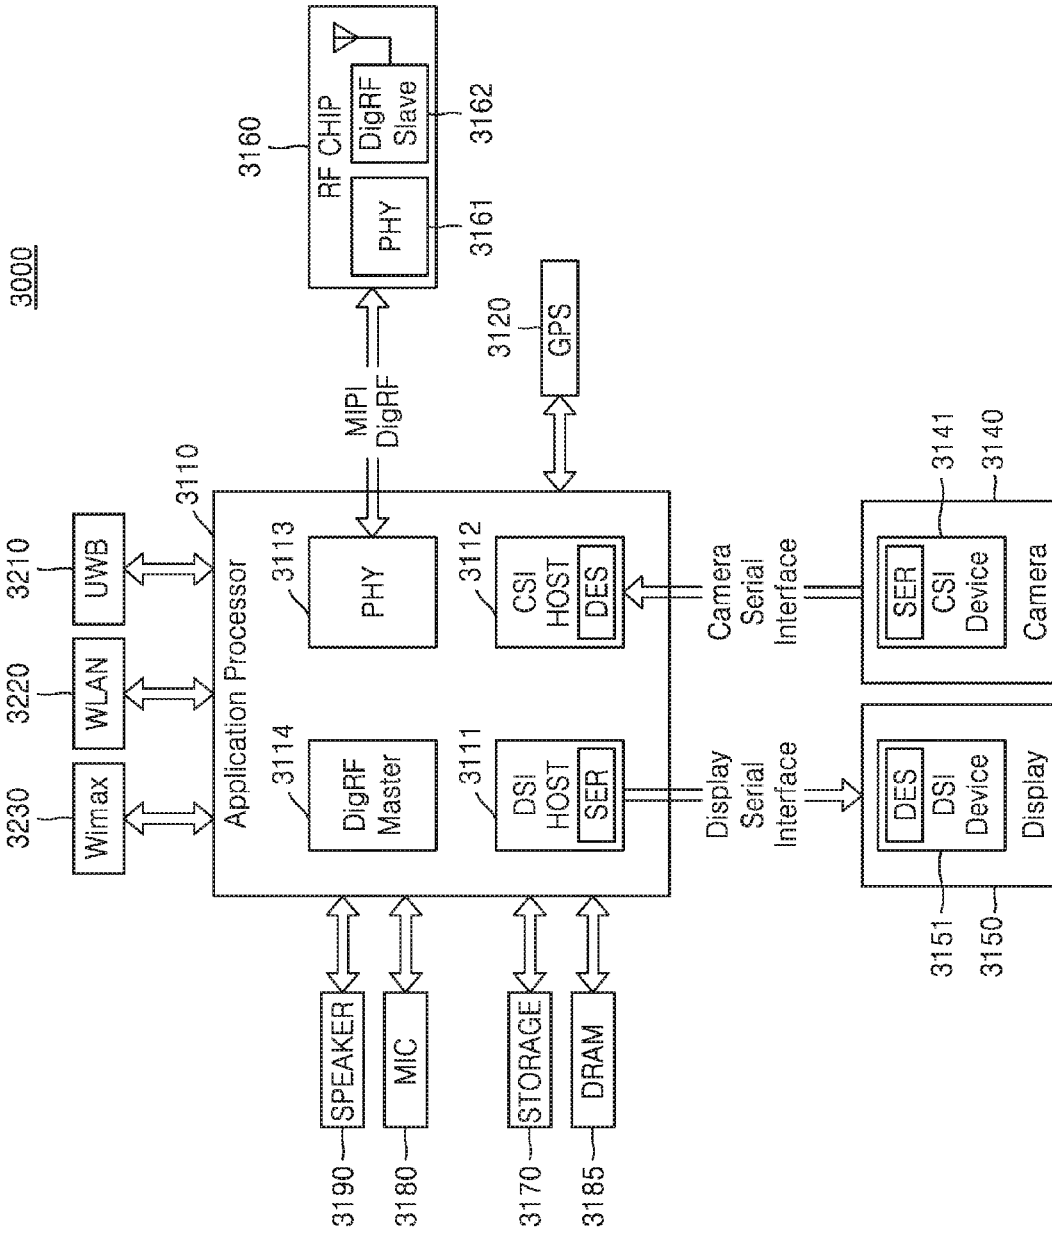 3000
3230
3220
3210
Wimax
WLAN
UWB
3110
Application Processor
3190
SPEAKER
3180
MIC
3170
STORAGE
3185
DRAM
3114
DigRF
Master
3113
PHY
3111
DSI
HOST
SER
3112
CSI
HOST
DES
MIPI
DigRF
3160
RF CHIP
PHY
3161
DigRF
Slave
3162
3120
GPS
Display
Serial
Interface
Camera
Serial
Interface
3151
3150
DES
DSI
Device
Display
SER
CSI
Device
Camera
3141
3140